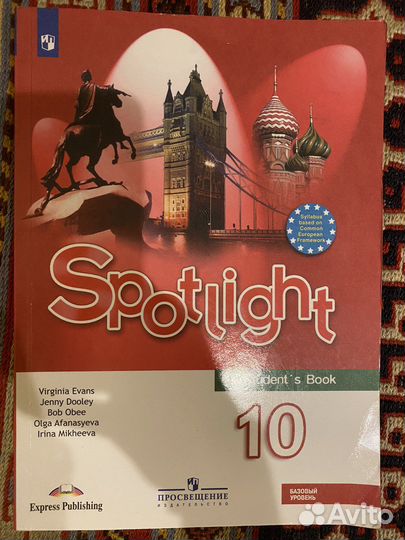 Syllabus
based on
Common
European
Framework
Spotlight
Student's Book
10
Virginia Evans
Jenny Dooley
Bob Obee
Olga Afanasyeva
Irina Mikheeva
Express Publishing
ПРОСВЕЩЕНИЕ
ИЗДАТЕЛЬСТВО
БАЗОВЫЙ
УРОВЕНЬ
Avito